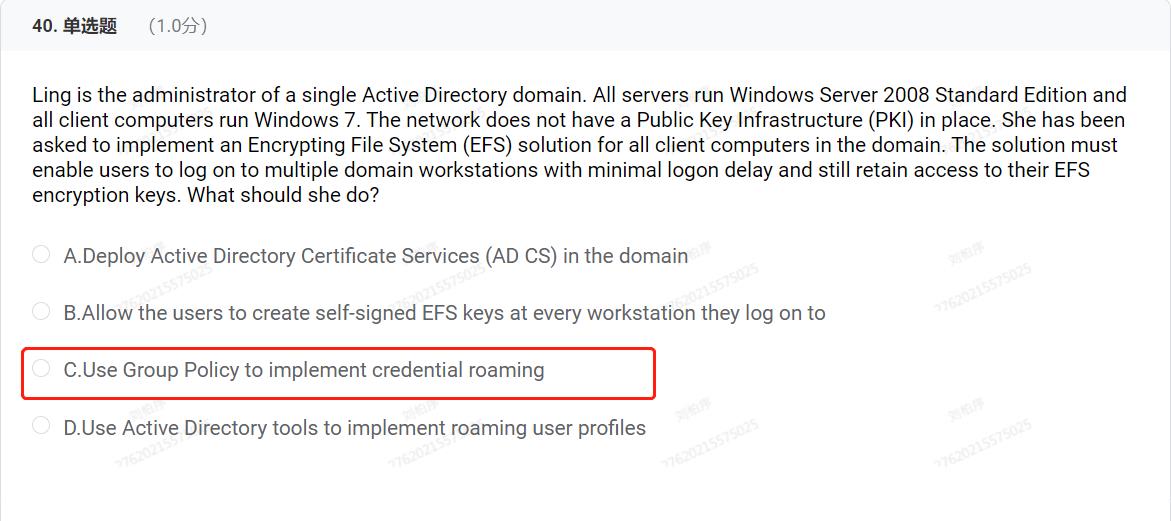 40. 单选题 （1.0分）
Ling is the administrator of a single Active Directory domain. All servers run Windows Server 2008 Standard Edition and
all client computers run Windows 7. The network does not have a Public Key Infrastructure (PKI) in place. She has been
asked to implement an Encrypting File System (EFS) solution for all client computers in the domain. The solution must
enable users to log on to multiple domain workstations with minimal logon delay and still retain access to their EFS
encryption keys. What should she do?
A.Deploy Active Directory Certificate Services (AD CS) in the domain
B.Allow the users to create self-signed EFS keys at every workstation they log on to
C.Use Group Policy to implement credential roaming
D.Use Active Directory tools to implement roaming user profiles